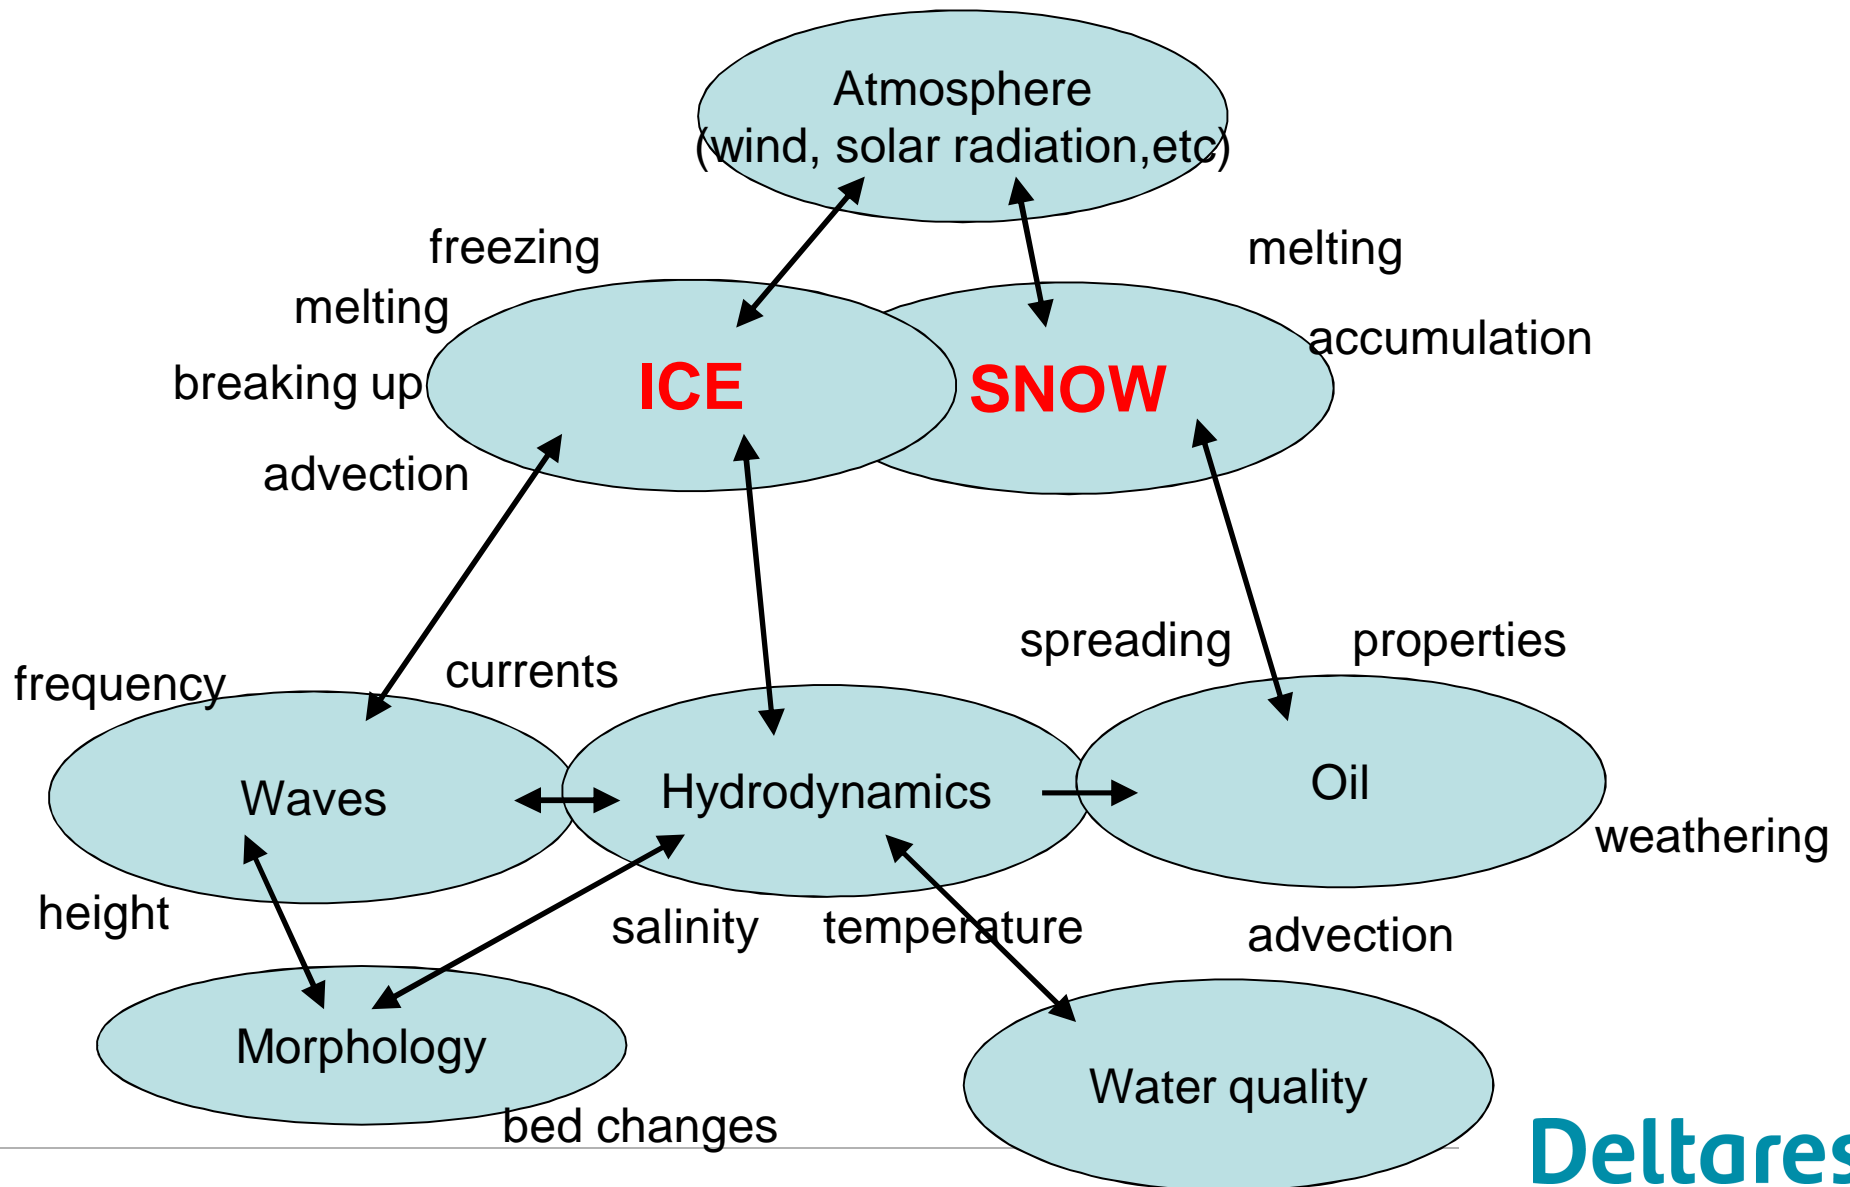 Atmosphere
(wind, solar radiation,etc)
freezing
melting
melting
accumulation
breaking up
ICE
SNOW
advection
spreading
properties
frequency
currents
Waves
Hydrodynamics
Oil
weathering
height
salinity
temperature
advection
Morphology
Water quality
bed changes
Deltares